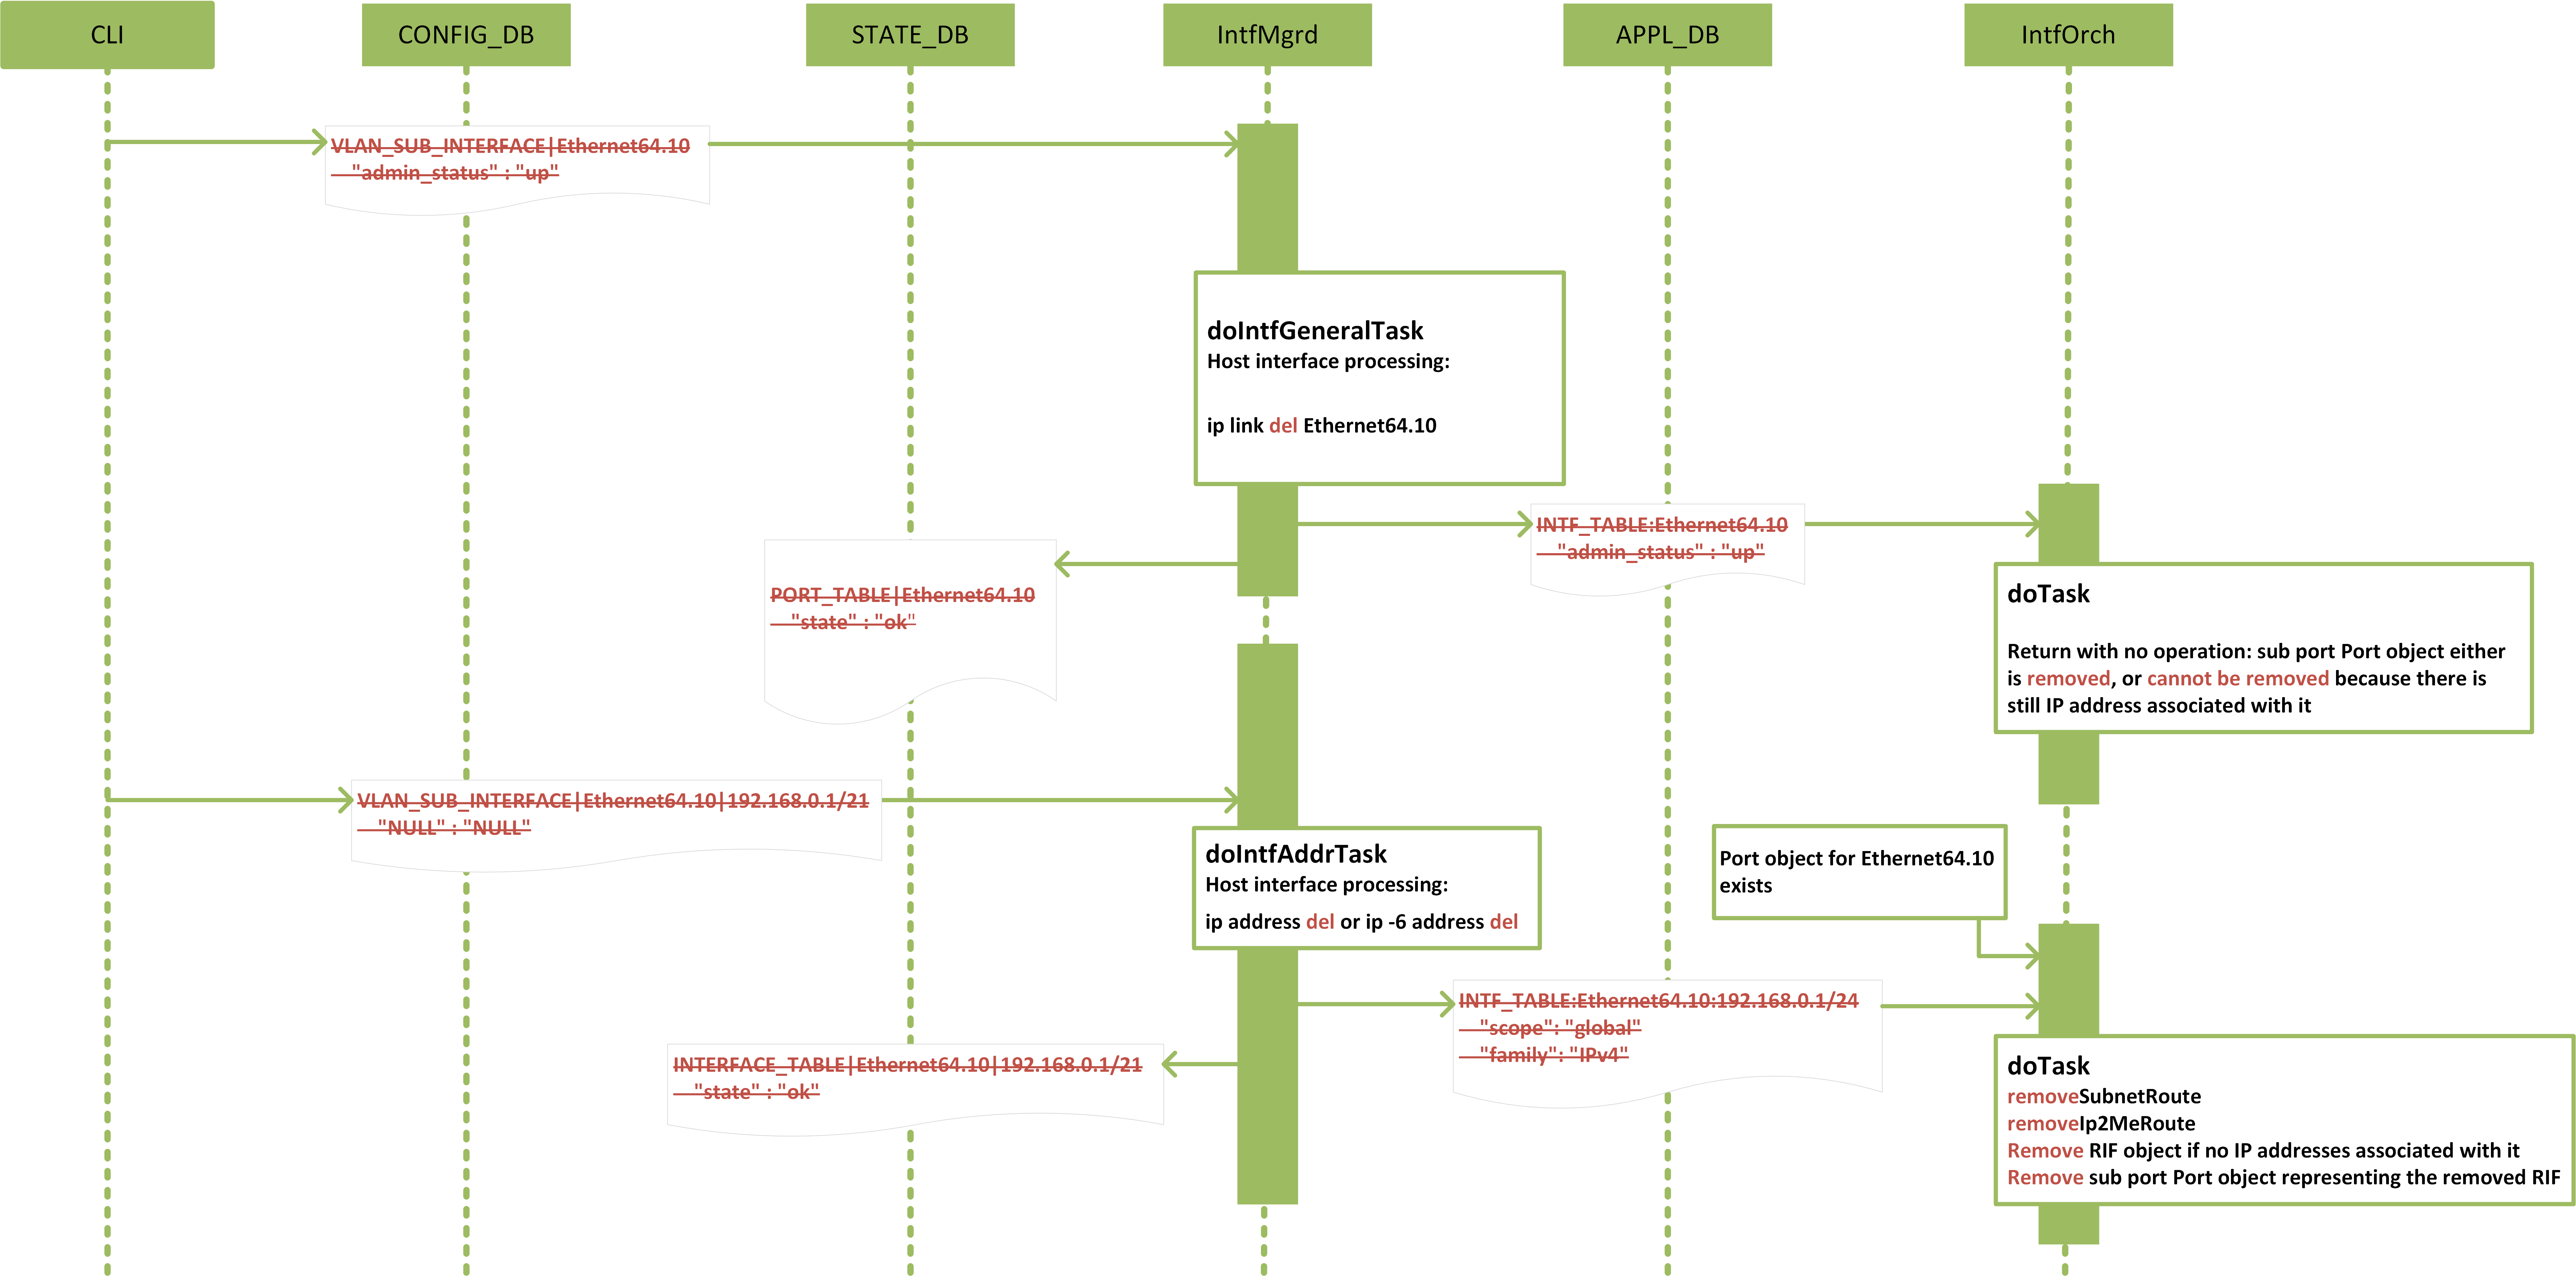 CLI
CONFIG_DB
STATE_DB
IntfMgrd
APPL_DB
IntfOrch
VLAN_SUB_INTERFACE|Ethernet64.10
"admin_status" : "up"
doIntfGeneralTask
Host interface processing:
ip link del Ethernet64.10
INTF_TABLE:Ethernet64.10
"admin_status" : "up"
PORT_TABLE|Ethernet64.10
"state" : "ok"
doTask
Return with no operation: sub port Port object either
is removed, or cannot be removed because there is
still IP address associated with it
VLAN_SUB_INTERFACE|Ethernet64.10|192.168.0.1/21
"NULL" : "NULL"
doIntfAddrTask
Host interface processing:
ip address del or ip -6 address del
Port object for Ethernet64.10
exists
INTF_TABLE:Ethernet64.10:192.168.0.1/24
"scope": "global"
"family": "IPv4"
INTERFACE_TABLE|Ethernet64.10|192.168.0.1/21
"state" : "ok"
doTask
removeSubnetRoute
removeIp2MeRoute
Remove RIF object if no IP addresses associated with it
Remove sub port Port object representing the removed RIF